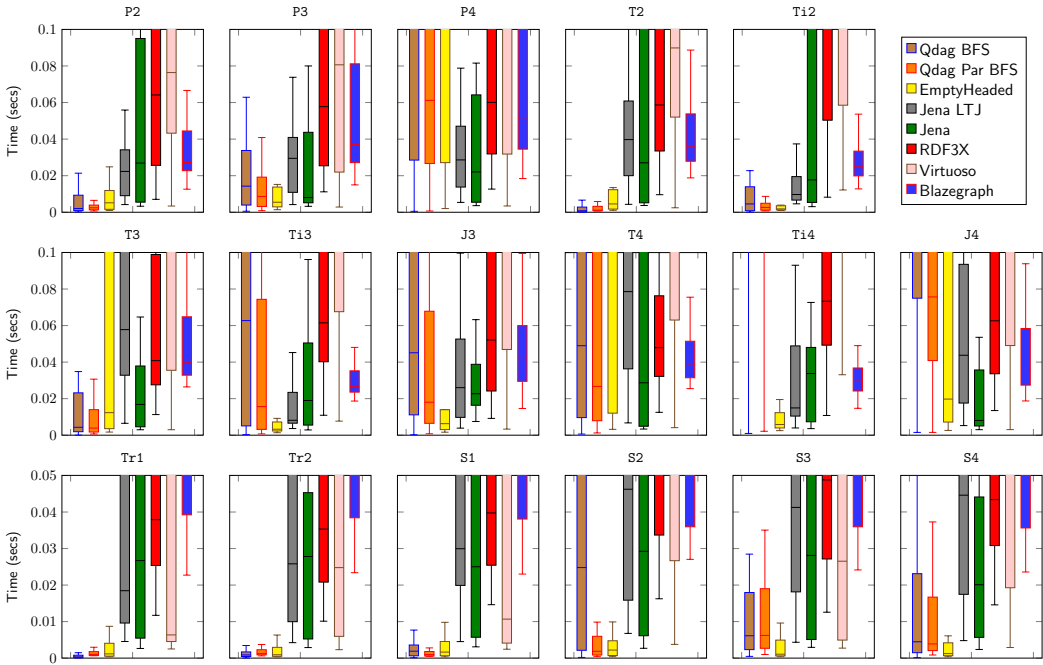 P2 P3 P4 T2 Ti2
Time (secs)
0.1
0.08
0.06
0.04
0.02
0
Qdag BFS
Qdag Par BFS
EmptyHeaded
Jena LTJ
Jena
RDF3X
Virtuoso
Blazegraph
T3 Ti3 J3 T4 Ti4 J4
Time (secs)
0.1
0.08
0.06
0.04
0.02
0
Tr1 Tr2 S1 S2 S3 S4
Time (secs)
0.05
0.04
0.03
0.02
0.01
0